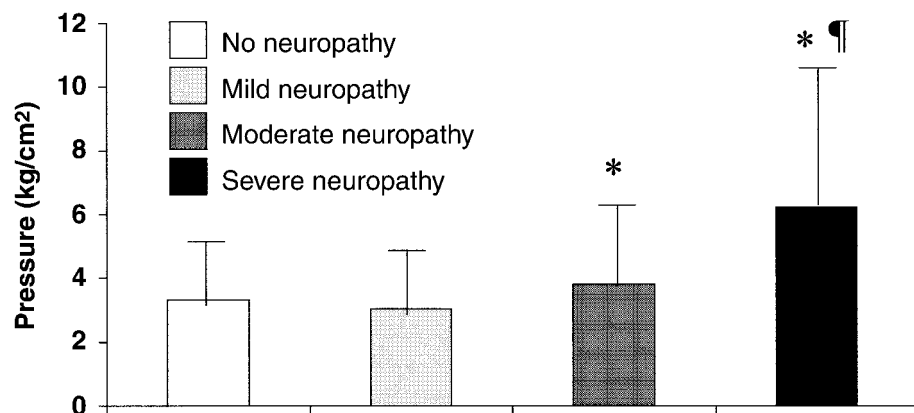 12
10
8
6
4
2
0
Pressure (kg/cm2)
No neuropathy
Mild neuropathy
Moderate neuropathy
Severe neuropathy
*
* ¶